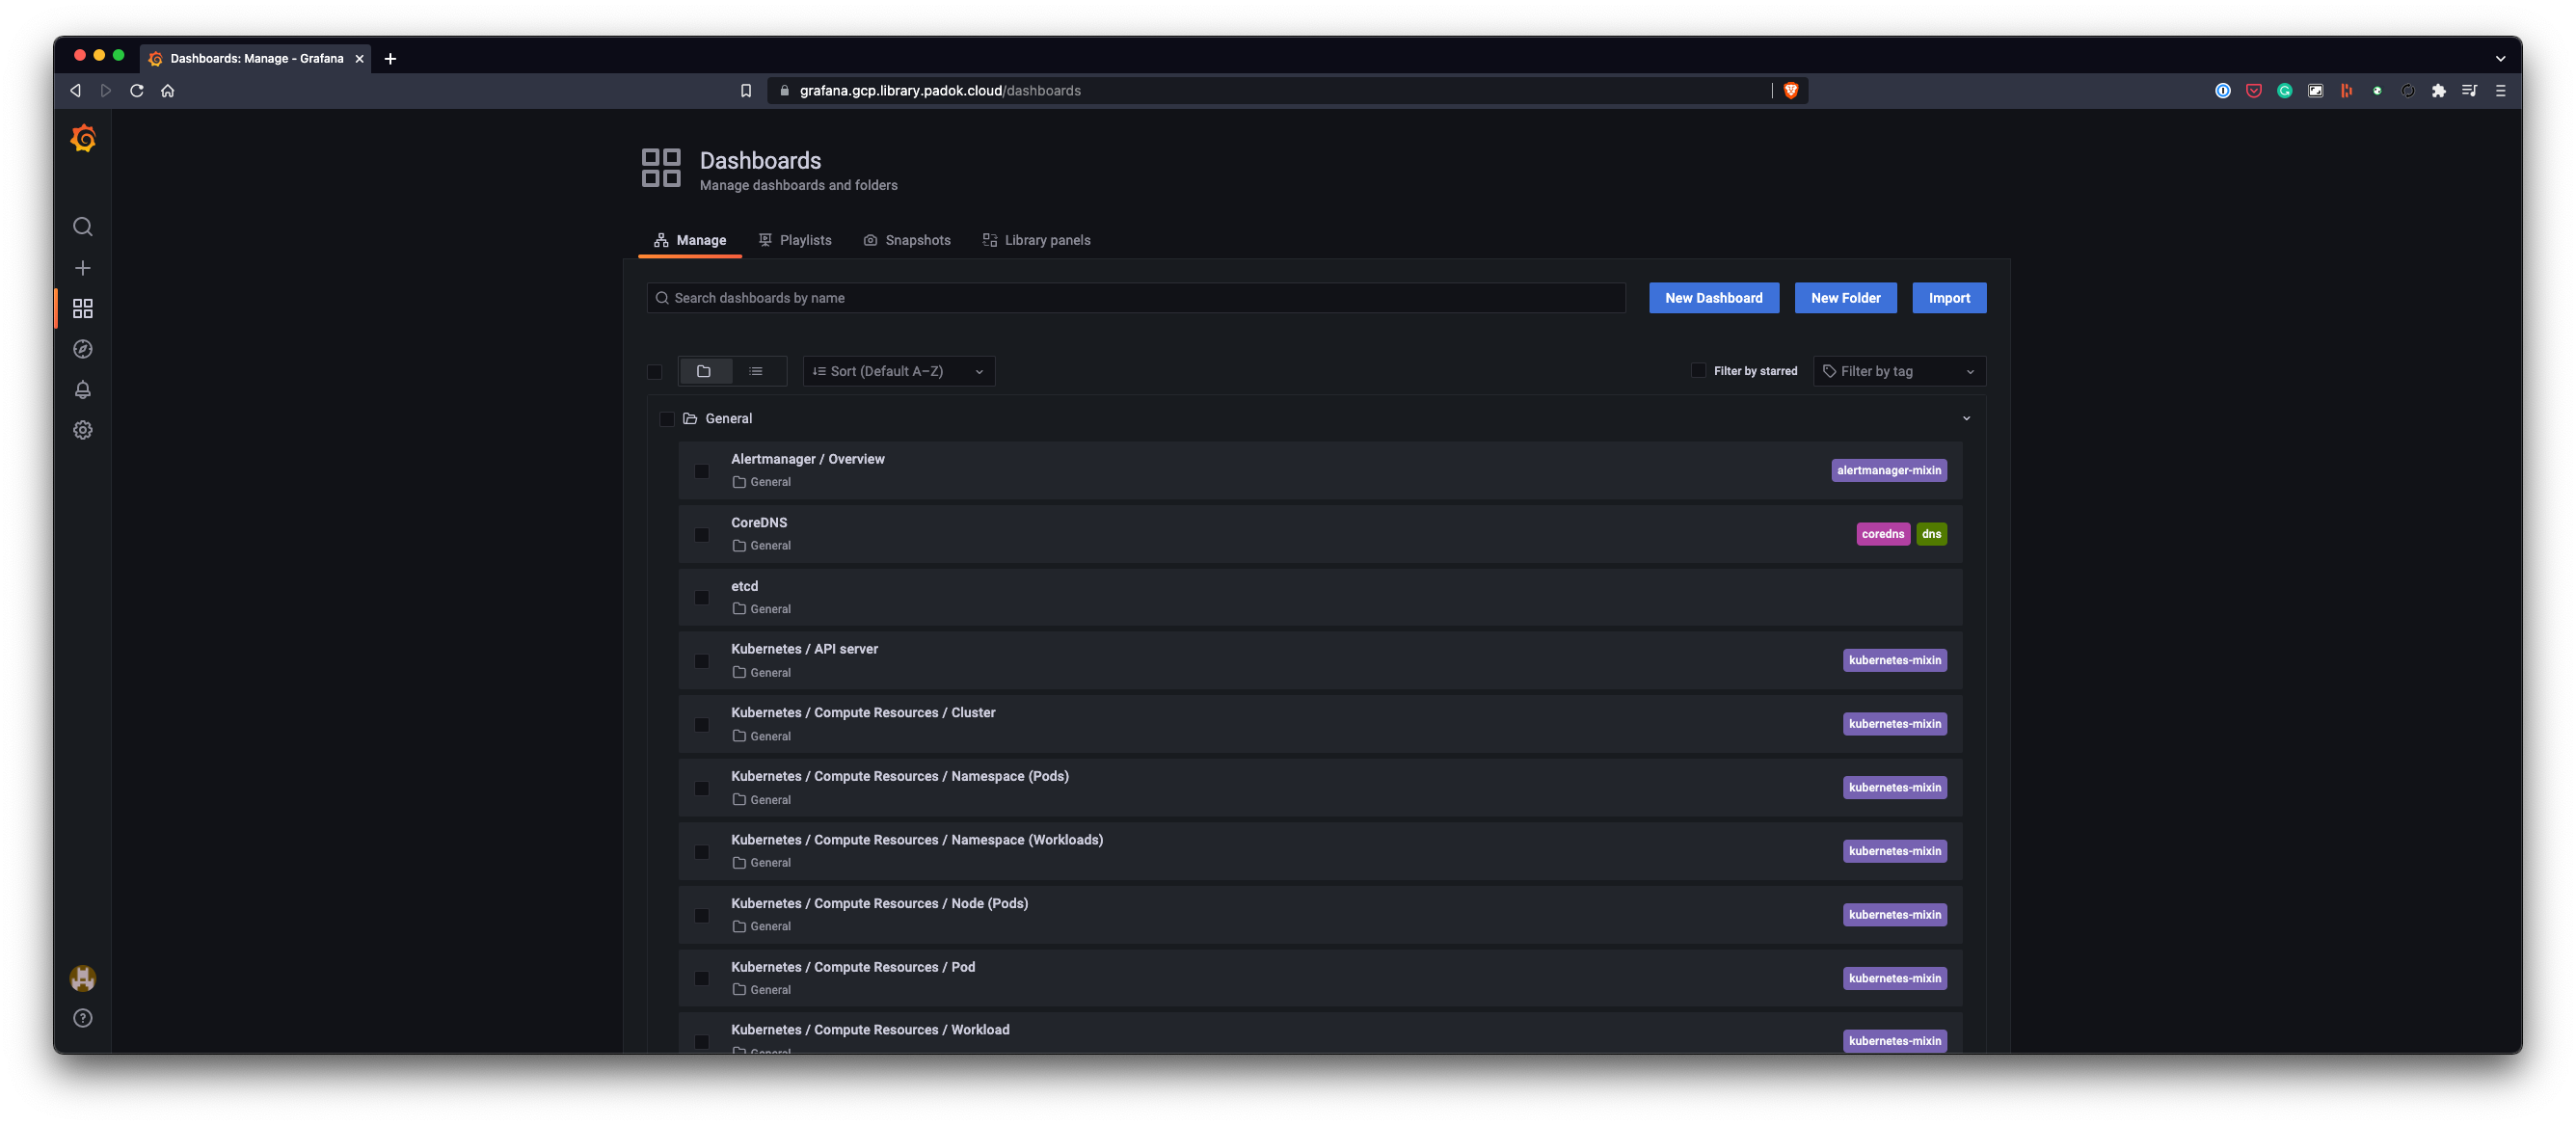 Dashboards: Manage - Grafana
grafana.gcp.library.padok.cloud/dashboards
Dashboards
Manage dashboards and folders
Manage Playlists Snapshots Library panels
Search dashboards by name New Dashboard New Folder Import
Sort (Default A–Z) Filter by starred Filter by tag
General
Alertmanager / Overview
General
alertmanager-mixin
CoreDNS
General
coredns dns
etcd
General
Kubernetes / API server
General
kubernetes-mixin
Kubernetes / Compute Resources / Cluster
General
kubernetes-mixin
Kubernetes / Compute Resources / Namespace (Pods)
General
kubernetes-mixin
Kubernetes / Compute Resources / Namespace (Workloads)
General
kubernetes-mixin
Kubernetes / Compute Resources / Node (Pods)
General
kubernetes-mixin
Kubernetes / Compute Resources / Pod
General
kubernetes-mixin
Kubernetes / Compute Resources / Workload
General
kubernetes-mixin